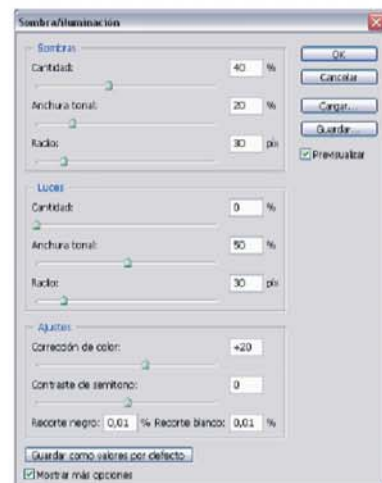 Sombra/iluminación
Sombras
Cantidad: 40 %
Anchura tonal: 20 %
Radio: 30 pix
Luces
Cantidad: 0 %
Anchura tonal: 50 %
Radio: 30 pix
Ajustes
Corrección de color: +20
Contraste de semitono: 0
Recorte negro: 0,01 % Recorte blanco: 0,01 %
Guardar como valores por defecto
Mostrar más opciones
OK
Cancelar
Cargar...
Guardar...
Previsualizar